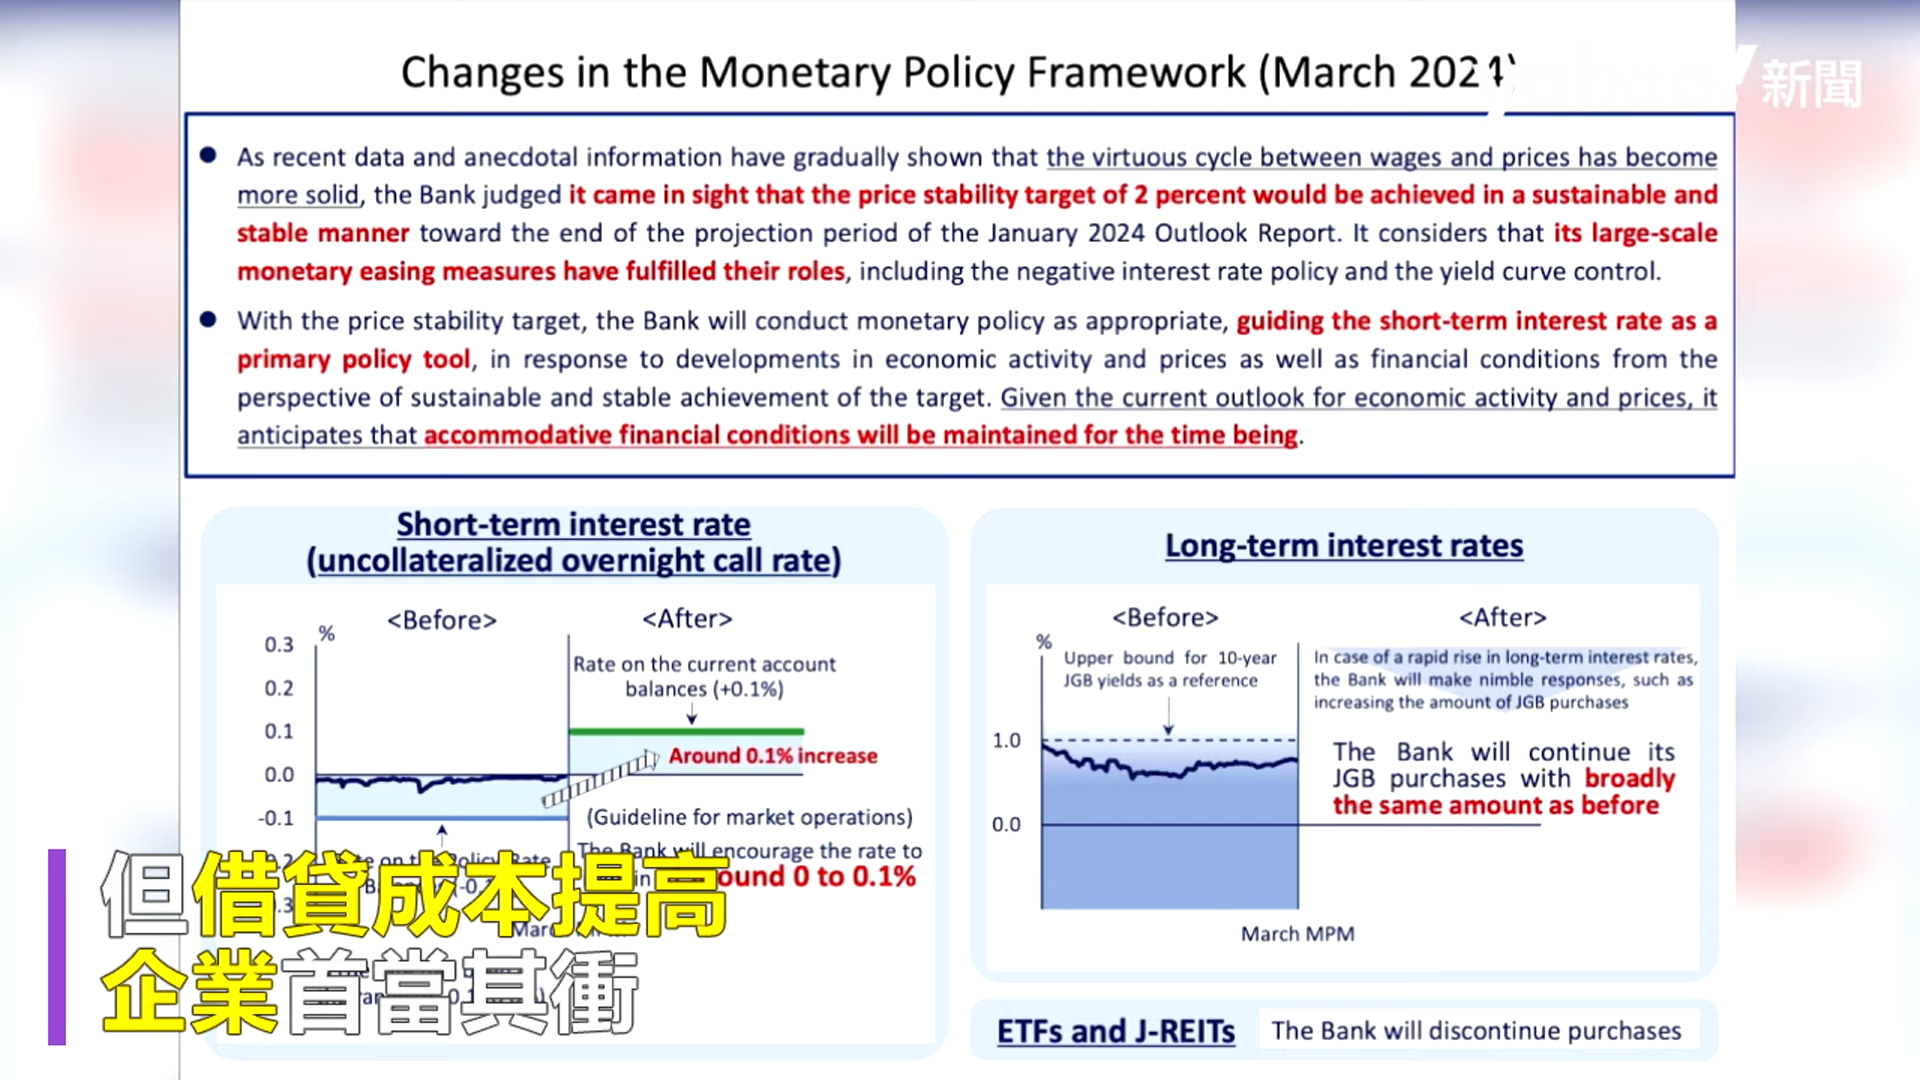 Changes in the Monetary Policy Framework (March 2024)
新聞
As recent data and anecdotal information have gradually shown that the virtuous cycle between wages and prices has become
more solid, the Bank judged it came in sight that the price stability target of 2 percent would be achieved in a sustainable and
stable manner toward the end of the projection period of the January 2024 Outlook Report. It considers that its large-scale
monetary easing measures have fulfilled their roles, including the negative interest rate policy and the yield curve control.
With the price stability target, the Bank will conduct monetary policy as appropriate, guiding the short-term interest rate as a
primary policy tool, in response to developments in economic activity and prices as well as financial conditions from the
perspective of sustainable and stable achievement of the target. Given the current outlook for economic activity and prices, it
anticipates that accommodative financial conditions will be maintained for the time being.
Short-term interest rate
(uncollateralized overnight call rate)
<Before>
<After>
%
0.3
0.2
0.1
0.0
-0.1
Rate on the current account
balances (+0.1%)
Around 0.1% increase
(Guideline for market operations)
The Bank will encourage the rate to
0 to 0.1%
但借貸成本提高
企業首當其衝
Long-term interest rates
<Before>
<After>
%
1.0
0.0
Upper bound for 10-year
JGB yields as a reference
In case of a rapid rise in long-term interest rates,
the Bank will make nimble responses, such as
increasing the amount of JGB purchases
The Bank will continue its
JGB purchases with broadly
the same amount as before
March MPM
ETFs and J-REITs
The Bank will discontinue purchases